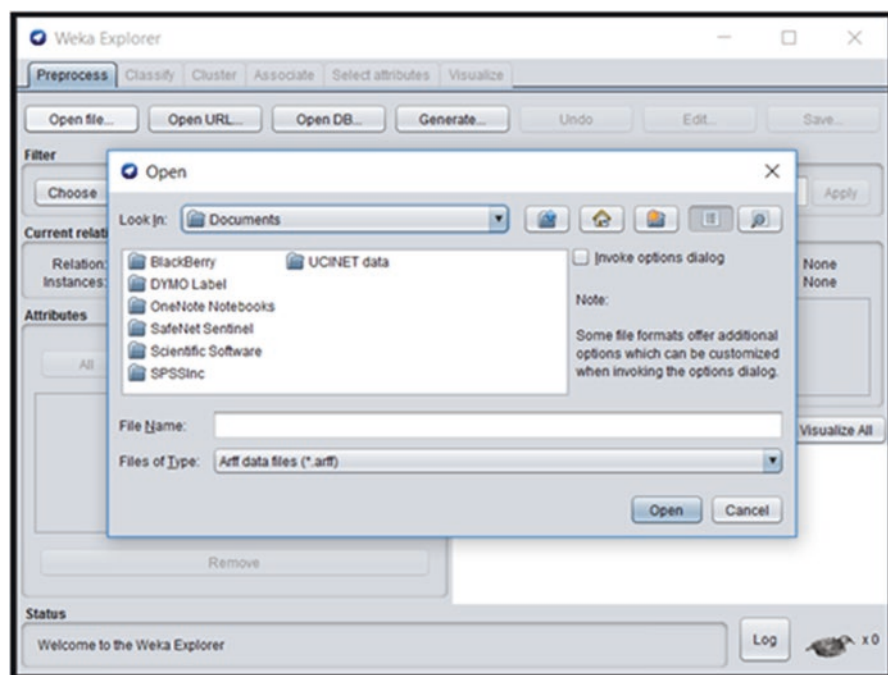 Weka Explorer
Preprocess Classify Cluster Associate Select attributes Visualize
Open file... Open URL... Open DB... Generate... Undo Edit... Save...
Filter
Choose Apply
Open
Look In: Documents
Current relati
Relation: None
Instances: None
BlackBerry UCINET data
DYMO Label
OneNote Notebooks
SafeNet Sentinel
Scientific Software
SPSSInc
Invoke options dialog
Note:
Some file formats offer additional
options which can be customized
when invoking the options dialog.
Attributes
All
File Name:
Visualize All
Files of Type: Arff data files (*.arff)
Open Cancel
Remove
Status
Welcome to the Weka Explorer
Log x 0